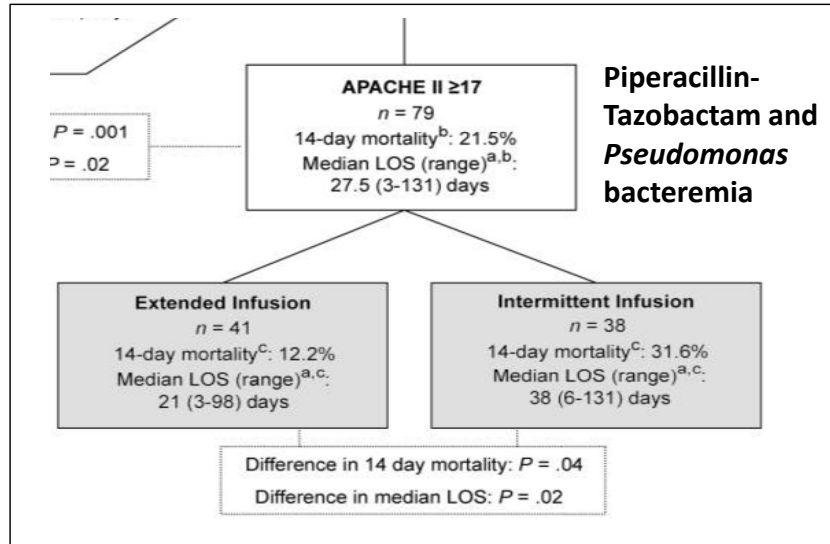 APACHE II ≥17
n = 79
14-day mortality^b: 21.5%
Median LOS (range)^a,b:
27.5 (3-131) days
Piperacillin-
Tazobactam and
Pseudomonas
bacteremia
P = .001
P = .02
Extended Infusion
n = 41
14-day mortality^c: 12.2%
Median LOS (range)^a,c:
21 (3-98) days
Intermittent Infusion
n = 38
14-day mortality^c: 31.6%
Median LOS (range)^a,c:
38 (6-131) days
Difference in 14 day mortality: P = .04
Difference in median LOS: P = .02